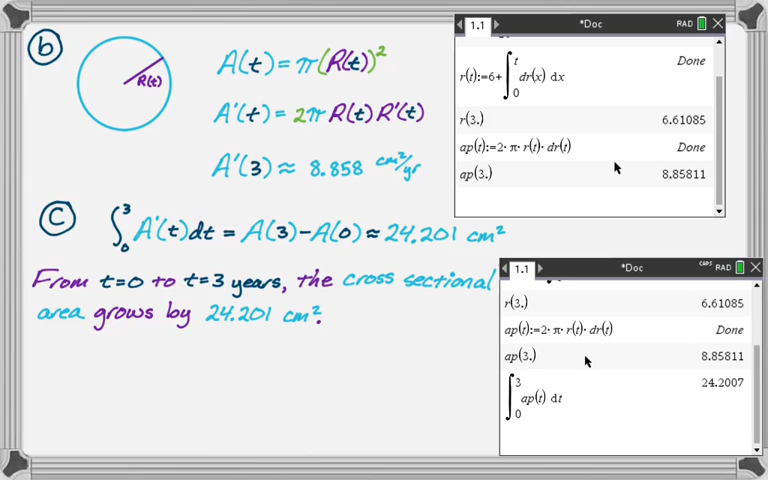 b
R(t)
A(t) = π(R(t))²
A'(t) = 2π R(t) R'(t)
A'(3) ≈ 8.858 cm²/yr
c ∫₀³ A'(t)dt = A(3) - A(0) ≈ 24.201 cm²
From t=0 to t=3 years, the cross sectional
area grows by 24.201 cm².
1.1 *Doc RAD
r(t):=6+∫₀ᵗ dr(x) dx Done
r(3.) 6.61085
ap(t):=2·π·r(t)·dr(t) Done
ap(3.) 8.85811
1.1 *Doc CAPS RAD
r(3.) 6.61085
ap(t):=2·π·r(t)·dr(t) Done
ap(3.) 8.85811
∫₀³ ap(t) dt 24.2007